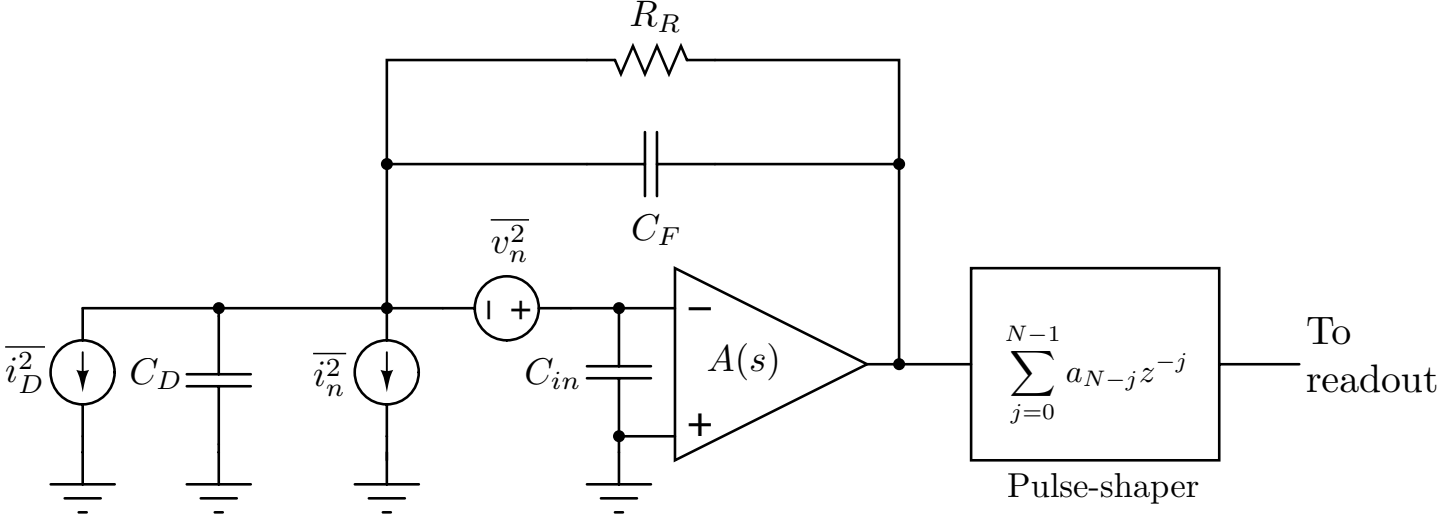 R_R
C_F
\overline{v_n^2}
\overline{i_D^2}
C_D
\overline{i_n^2}
C_{in}
− +
−
A(s)
+
\sum_{j=0}^{N-1} a_{N-j} z^{-j}
To
readout
Pulse-shaper